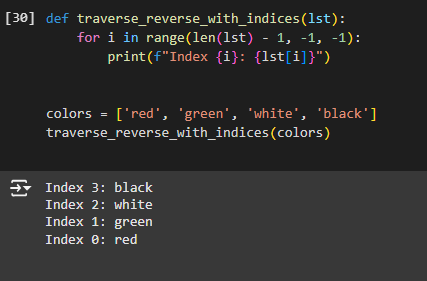 [30] def traverse_reverse_with_indices(lst):
for i in range(len(lst) - 1, -1, -1):
print(f"Index {i}: {lst[i]}")
colors = ['red', 'green', 'white', 'black']
traverse_reverse_with_indices(colors)
Index 3: black
Index 2: white
Index 1: green
Index 0: red